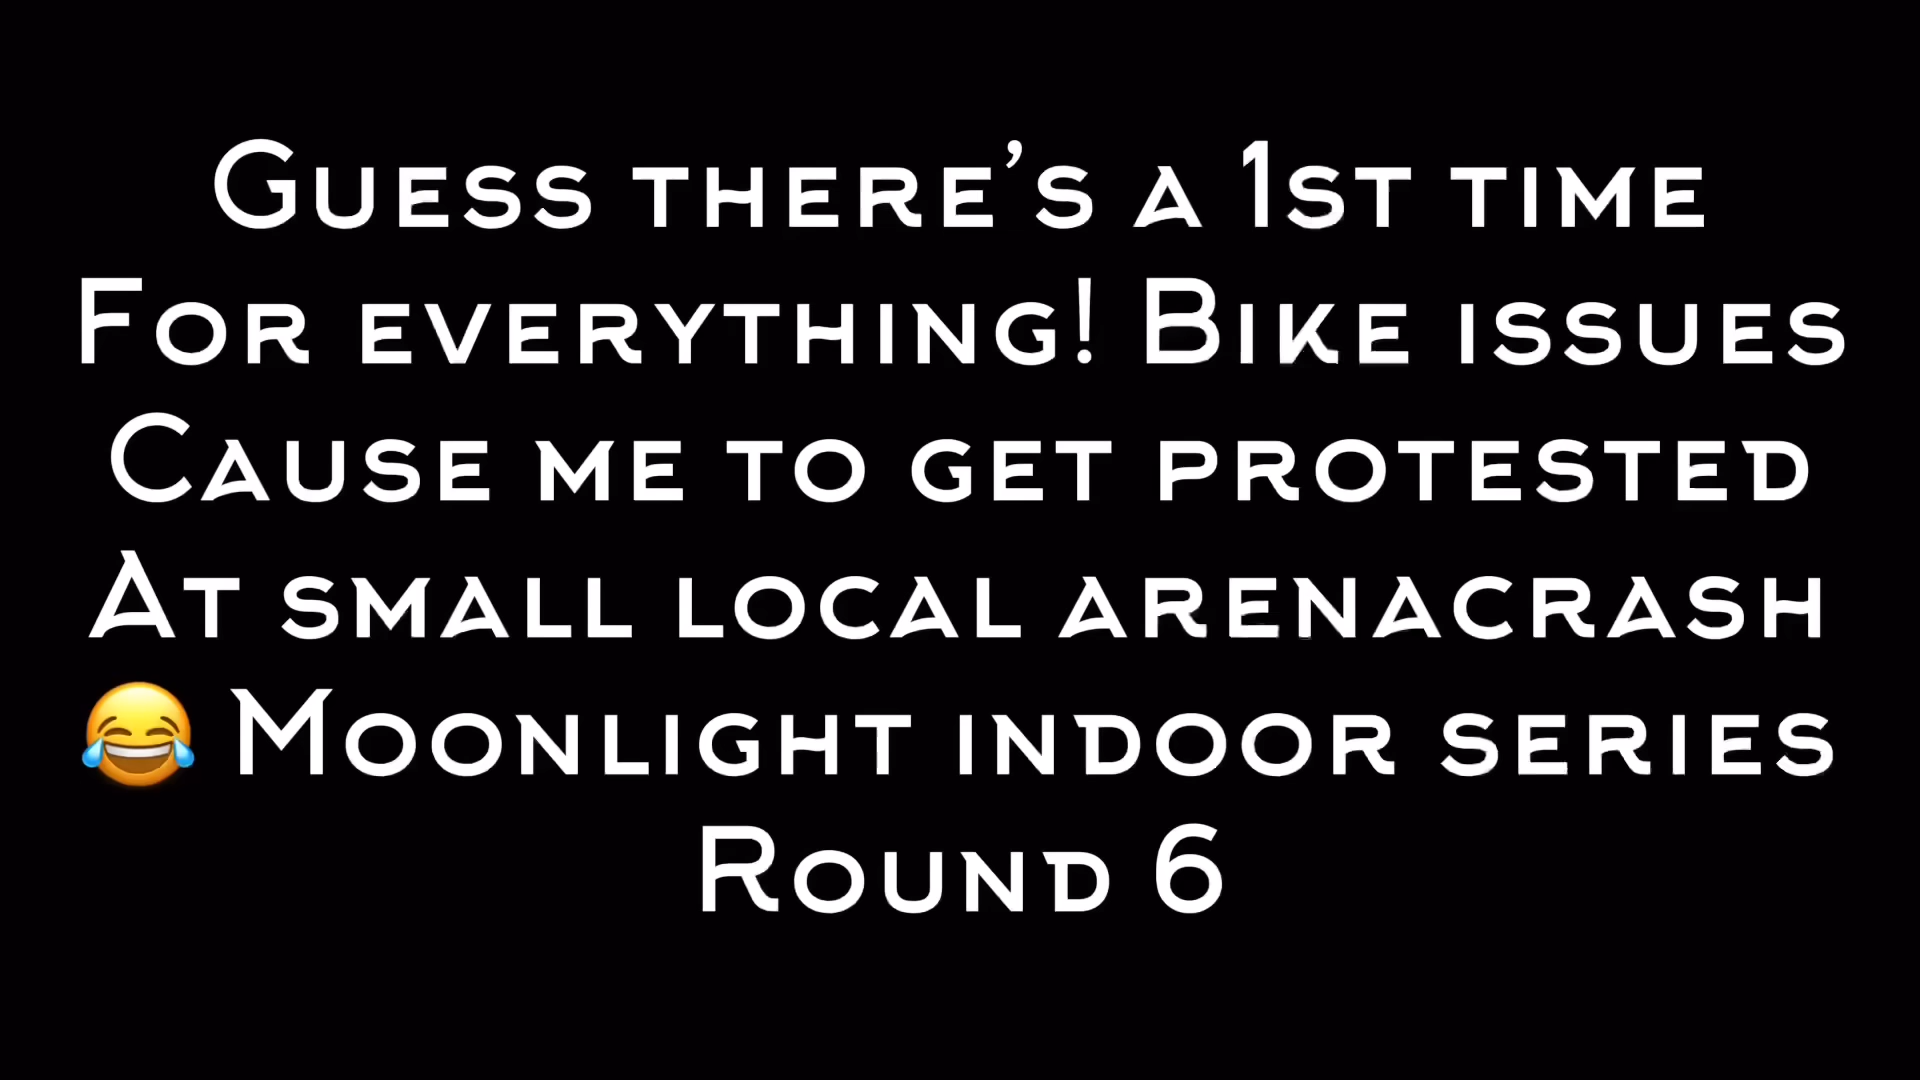 Guess there’s a 1st time
For everything! Bike issues
Cause me to get protested
At small local arenacrash
😂 Moonlight indoor series
Round 6